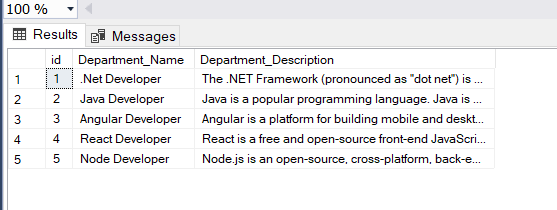 100 %
Results Messages
id Department_Name Department_Description
1 1 .Net Developer The .NET Framework (pronounced as "dot net") is ...
2 2 Java Developer Java is a popular programming language. Java is ...
3 3 Angular Developer Angular is a platform for building mobile and deskt...
4 4 React Developer React is a free and open-source front-end JavaScri...
5 5 Node Developer Node.js is an open-source, cross-platform, back-e...